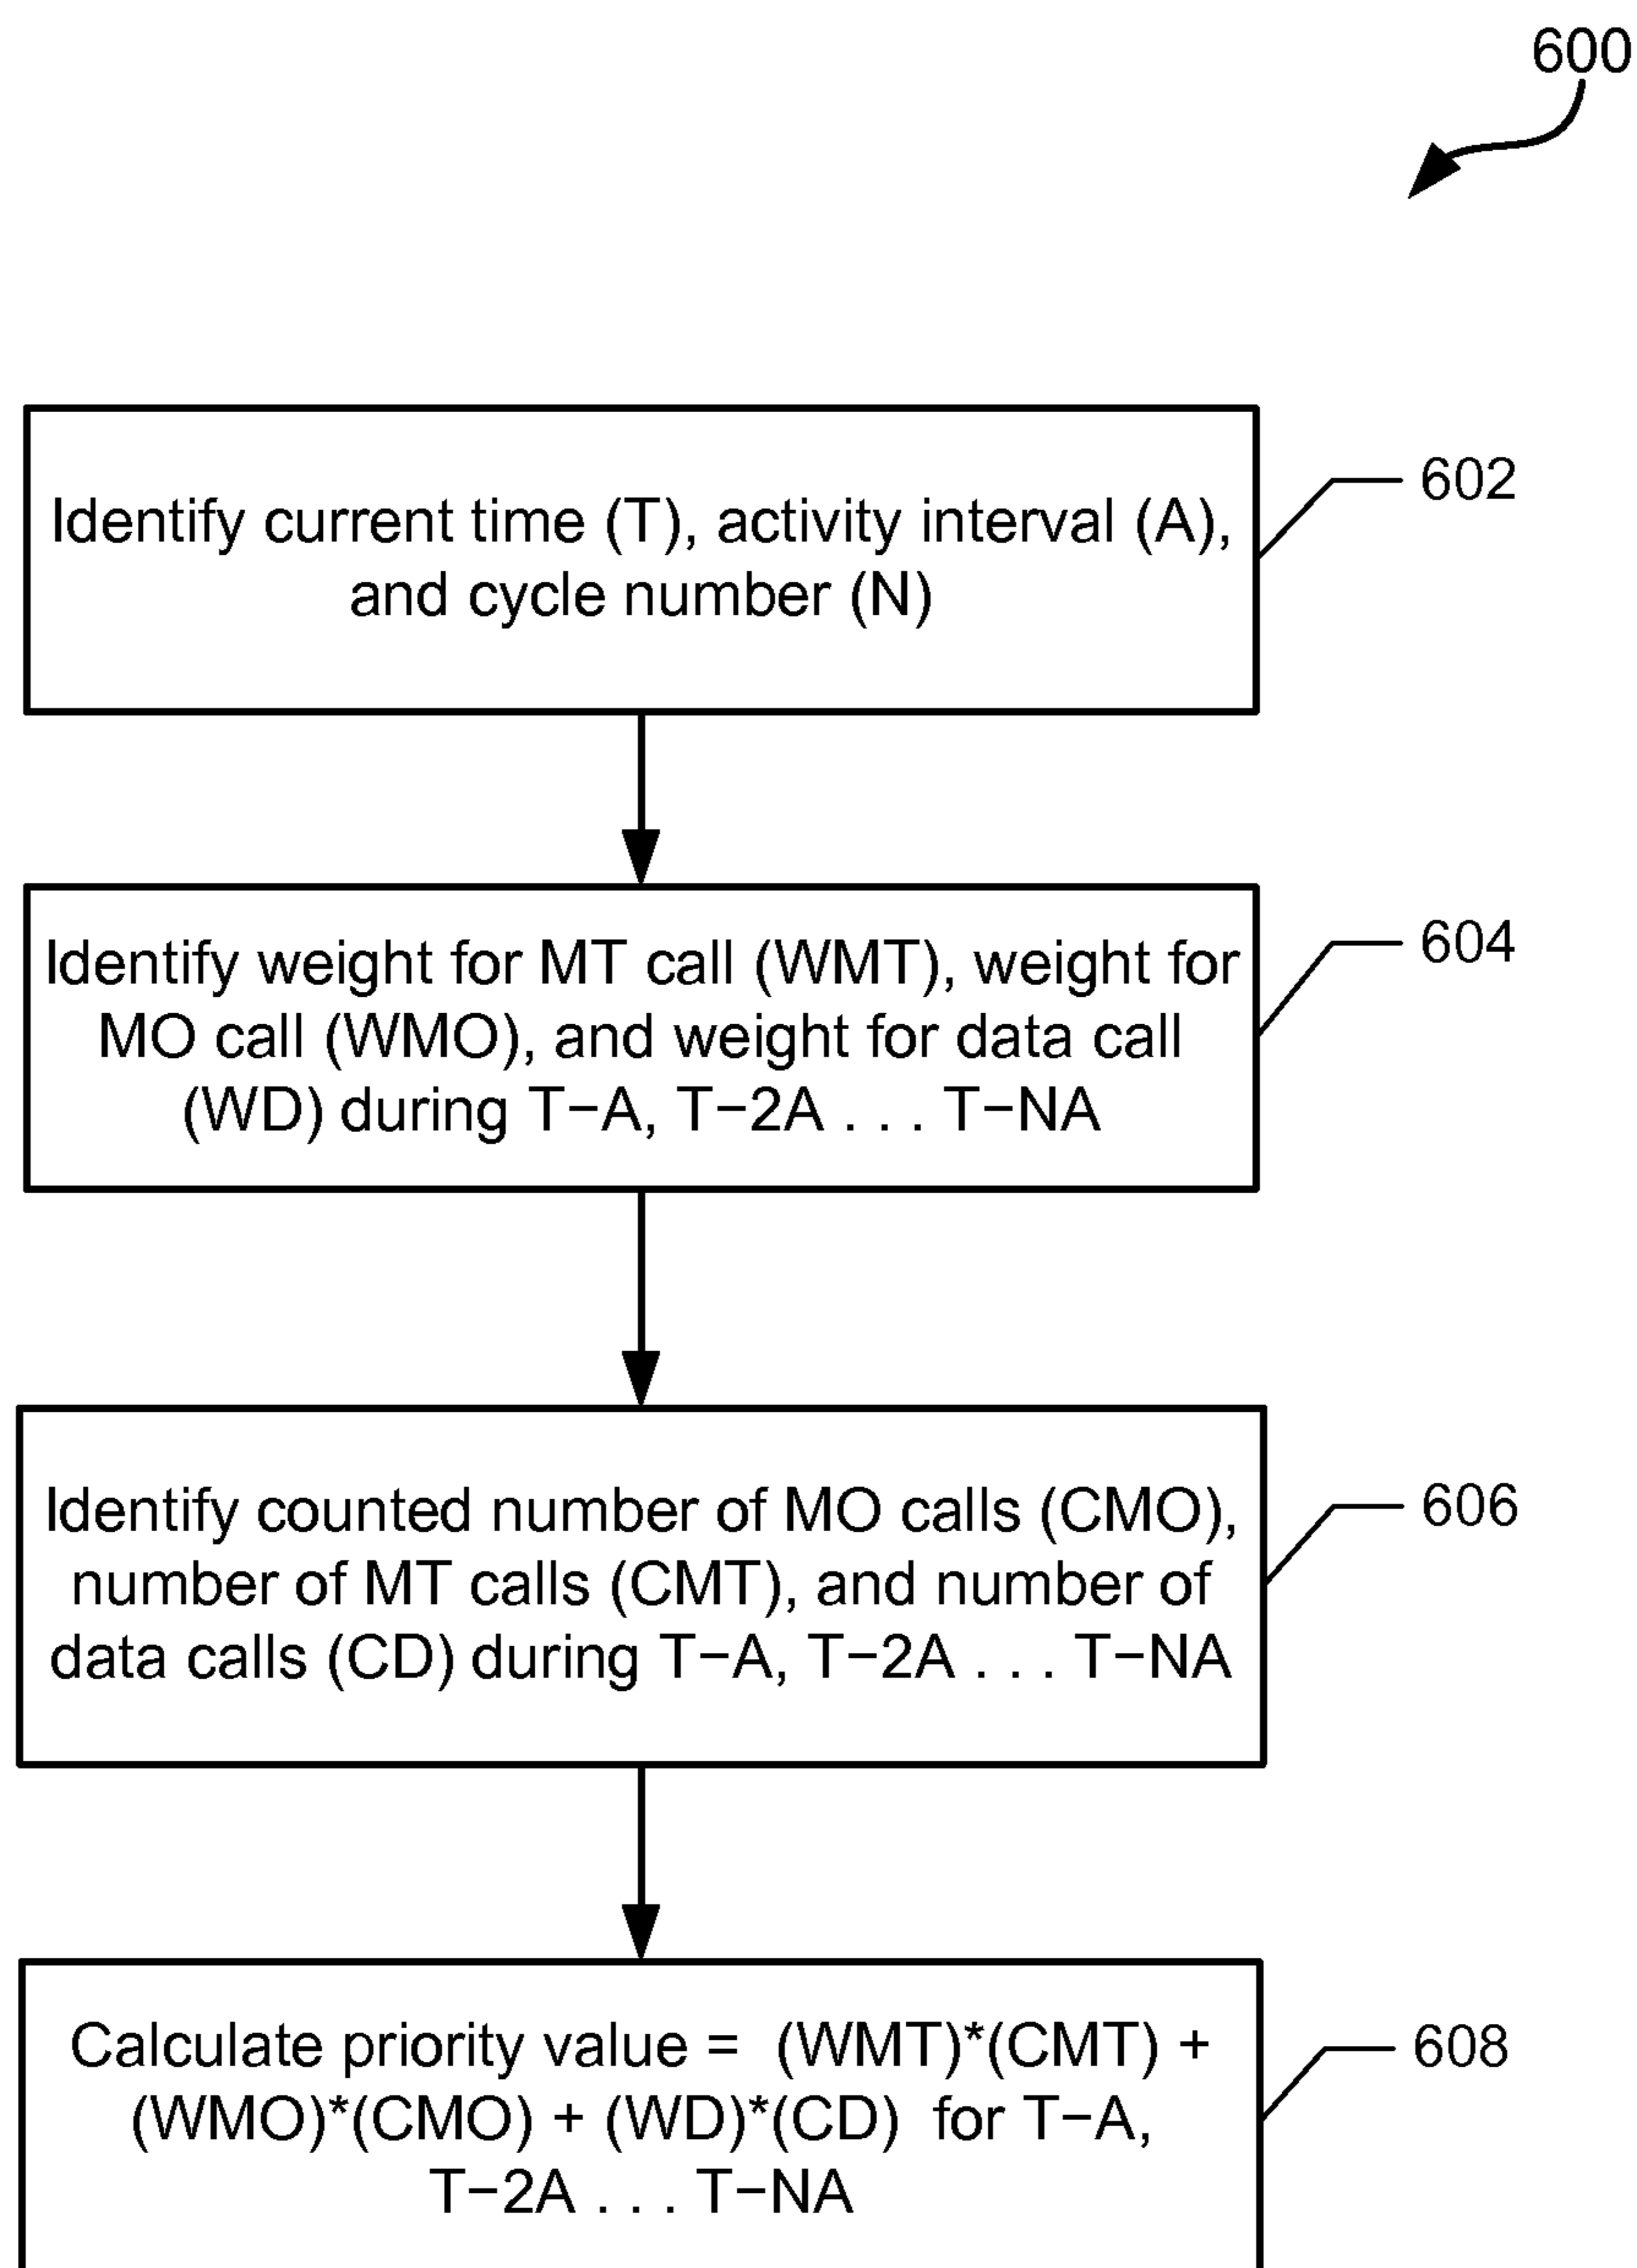 600
Identify current time (T), activity interval (A),
and cycle number (N)
602
Identify weight for MT call (WMT), weight for
MO call (WMO), and weight for data call
(WD) during T−A, T−2A . . . T−NA
604
Identify counted number of MO calls (CMO),
number of MT calls (CMT), and number of
data calls (CD) during T−A, T−2A . . . T−NA
606
Calculate priority value = (WMT)*(CMT) +
(WMO)*(CMO) + (WD)*(CD) for T−A,
T−2A . . . T−NA
608